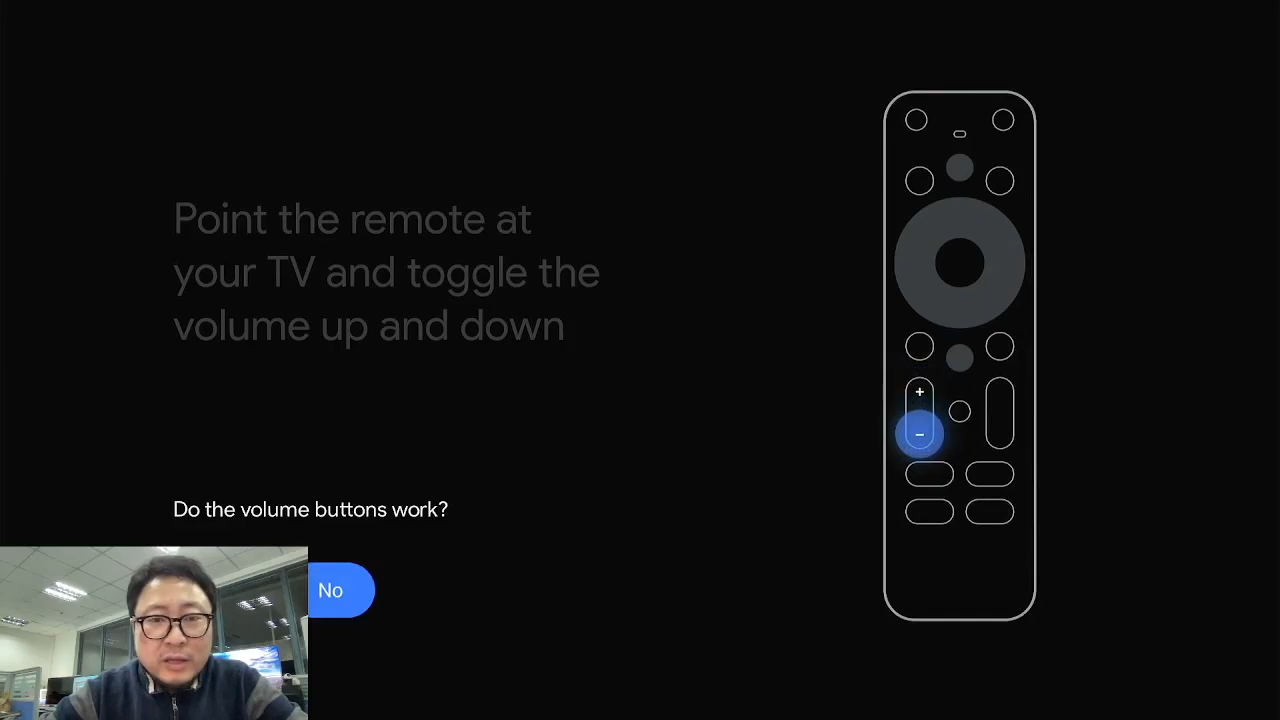 Point the remote at
your TV and toggle the
volume up and down
+
−
Do the volume buttons work?
No